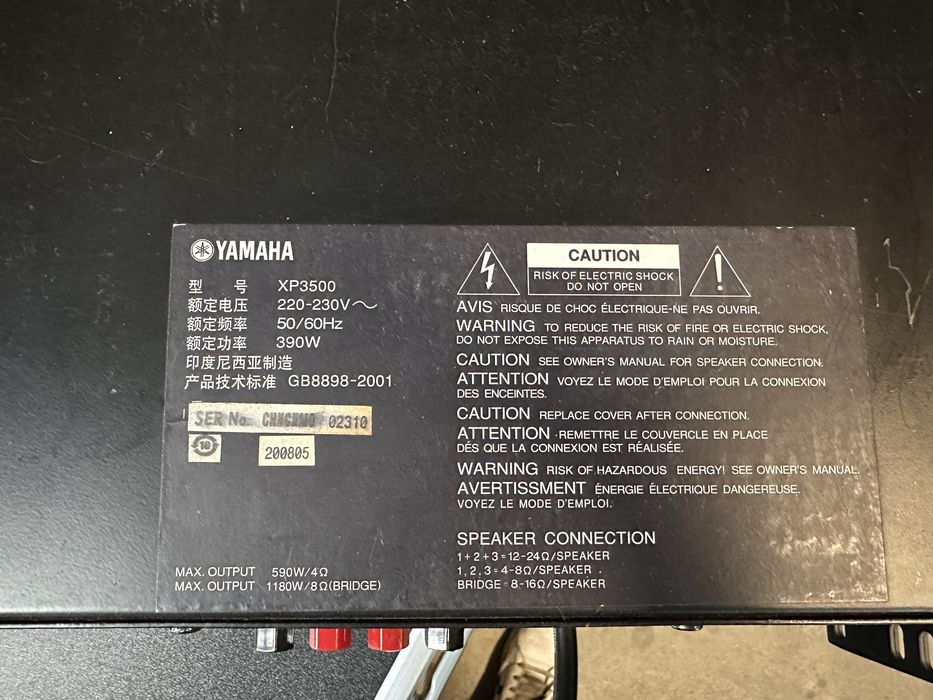 YAMAHA
型 号 XP3500
额定电压 220-230V～
额定频率 50/60Hz
额定功率 390W
印度尼西亚制造
产品技术标准 GB8898-2001
SER No. 02310
10
200805
MAX. OUTPUT 590W/4Ω
MAX. OUTPUT 1180W/8Ω(BRIDGE)
CAUTION
RISK OF ELECTRIC SHOCK
DO NOT OPEN
AVIS RISQUE DE CHOC ÉLECTRIQUE-NE PAS OUVRIR.
WARNING TO REDUCE THE RISK OF FIRE OR ELECTRIC SHOCK,
DO NOT EXPOSE THIS APPARATUS TO RAIN OR MOISTURE.
CAUTION SEE OWNER'S MANUAL FOR SPEAKER CONNECTION.
ATTENTION VOYEZ LE MODE D'EMPLOI POUR LA CONNEXION
DES ENCEINTES.
CAUTION REPLACE COVER AFTER CONNECTION.
ATTENTION REMETTRE LE COUVERCLE EN PLACE
DÈS QUE LA CONNEXION EST RÉALISÉE.
WARNING RISK OF HAZARDOUS ENERGY! SEE OWNER'S MANUAL.
AVERTISSMENT ÉNERGIE ÉLECTRIQUE DANGEREUSE.
VOYEZ LE MODE D'EMPLOI.
SPEAKER CONNECTION
1+2+3=12-24Ω/SPEAKER
1,2,3=4-8Ω/SPEAKER
BRIDGE=8-16Ω/SPEAKER